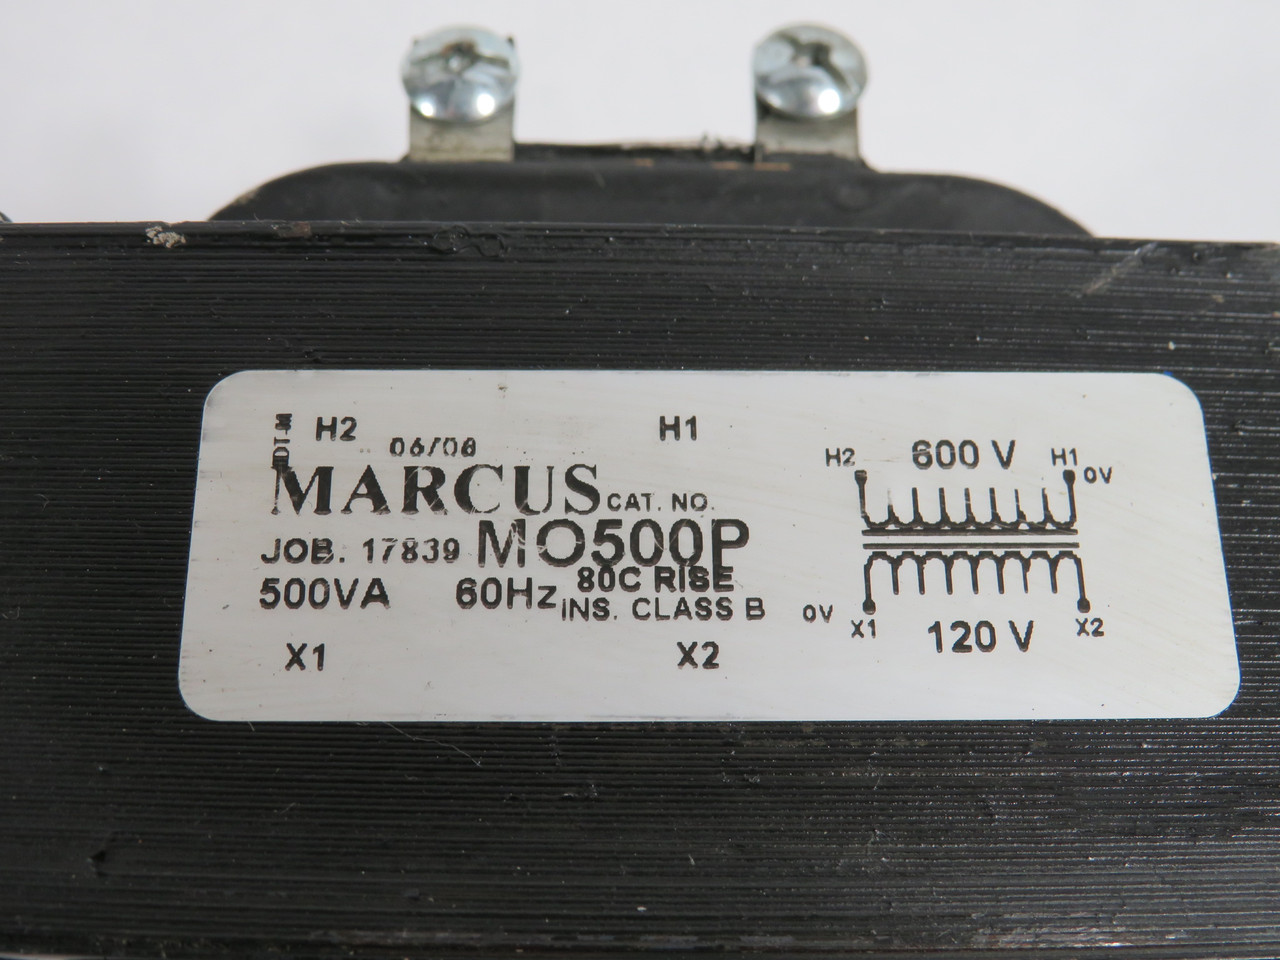 H2 H1
06/08
MARCUS CAT. NO.
JOB. 17839 MO500P
500VA 60Hz 80C RISE
INS. CLASS B
X1 X2
H2 600 V H1 0V
0V X1 120 V X2